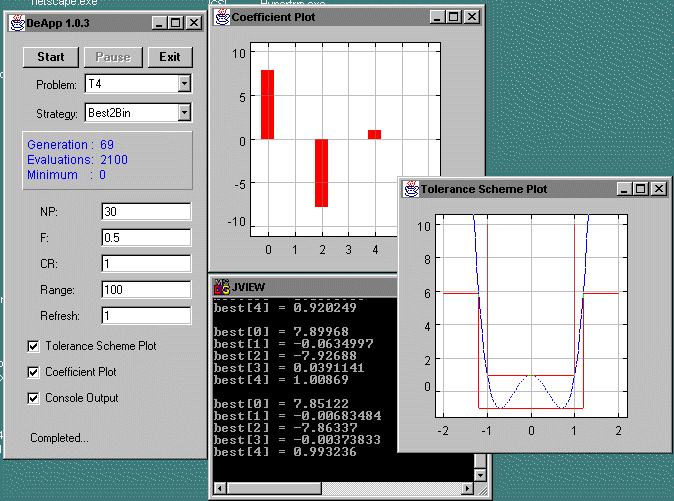 netscape.exe
Hypertrm.exe
DeApp 1.0.3
Start Pause Exit
Problem: T4
Strategy: Best2Bin
Generation : 69
Evaluations: 2100
Minimum : 0
NP: 30
F: 0.5
CR: 1
Range: 100
Refresh: 1
Tolerance Scheme Plot
Coefficient Plot
Console Output
Completed...
Coefficient Plot
10
5
0
-5
-10
0 1 2 3 4
JVIEW
best[4] = 0.920249
best[0] = 7.89968
best[1] = -0.0634997
best[2] = -7.92688
best[3] = 0.0391141
best[4] = 1.00869
best[0] = 7.85122
best[1] = -0.00683484
best[2] = -7.86337
best[3] = -0.00373833
best[4] = 0.993236
Tolerance Scheme Plot
10
8
6
4
2
0
-2 -1 0 1 2